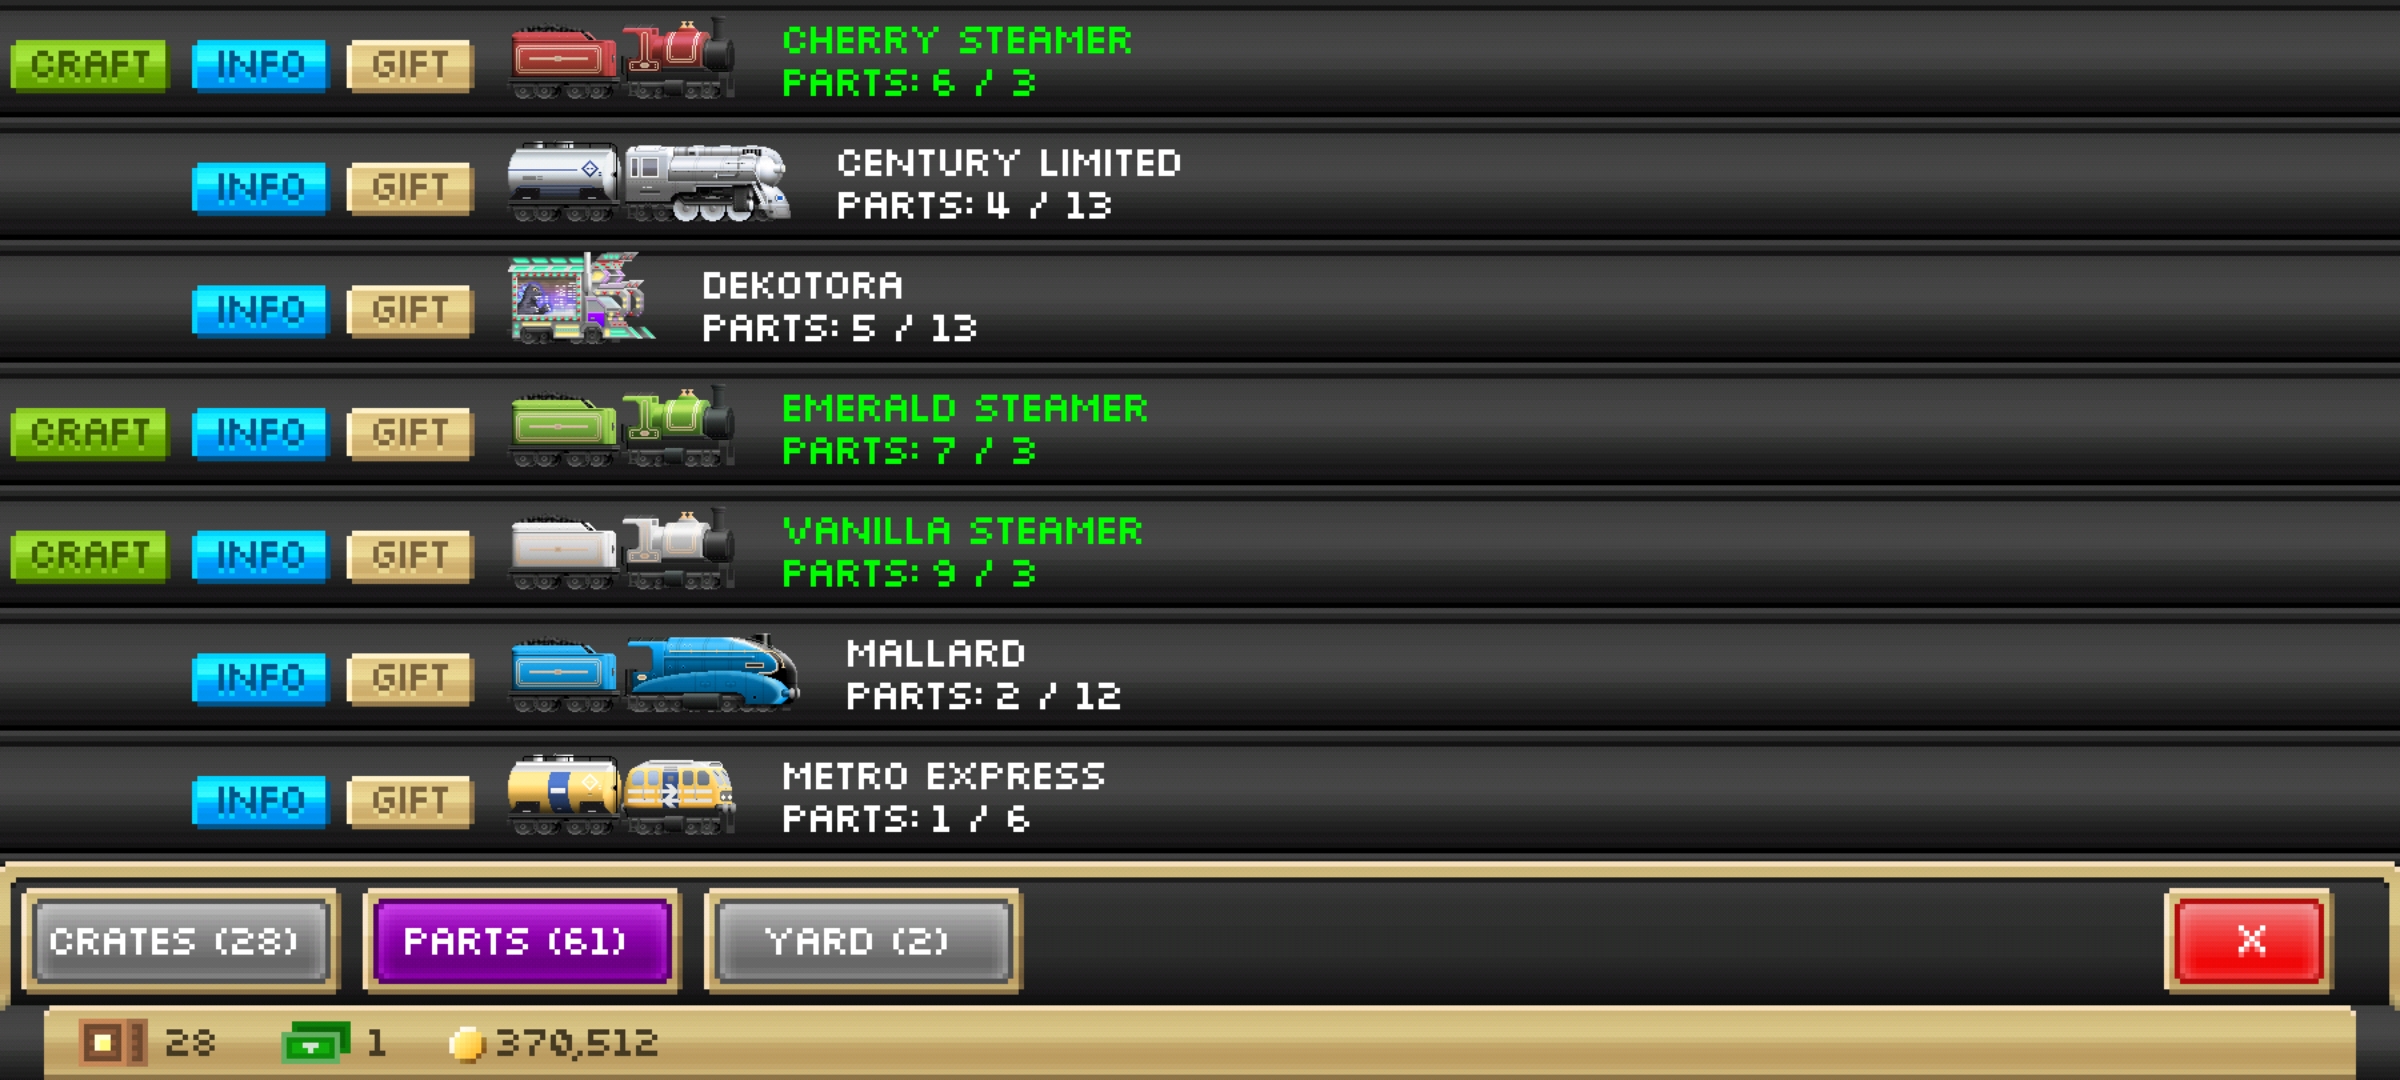 CRAFT INFO GIFT CHERRY STEAMER
PARTS: 6 / 3
INFO GIFT CENTURY LIMITED
PARTS: 4 / 13
INFO GIFT DEKOTORA
PARTS: 5 / 13
CRAFT INFO GIFT EMERALD STEAMER
PARTS: 7 / 3
CRAFT INFO GIFT VANILLA STEAMER
PARTS: 9 / 3
INFO GIFT MALLARD
PARTS: 2 / 12
INFO GIFT METRO EXPRESS
PARTS: 1 / 6
CRATES (28) PARTS (61) YARD (2) X
28 1 370,512